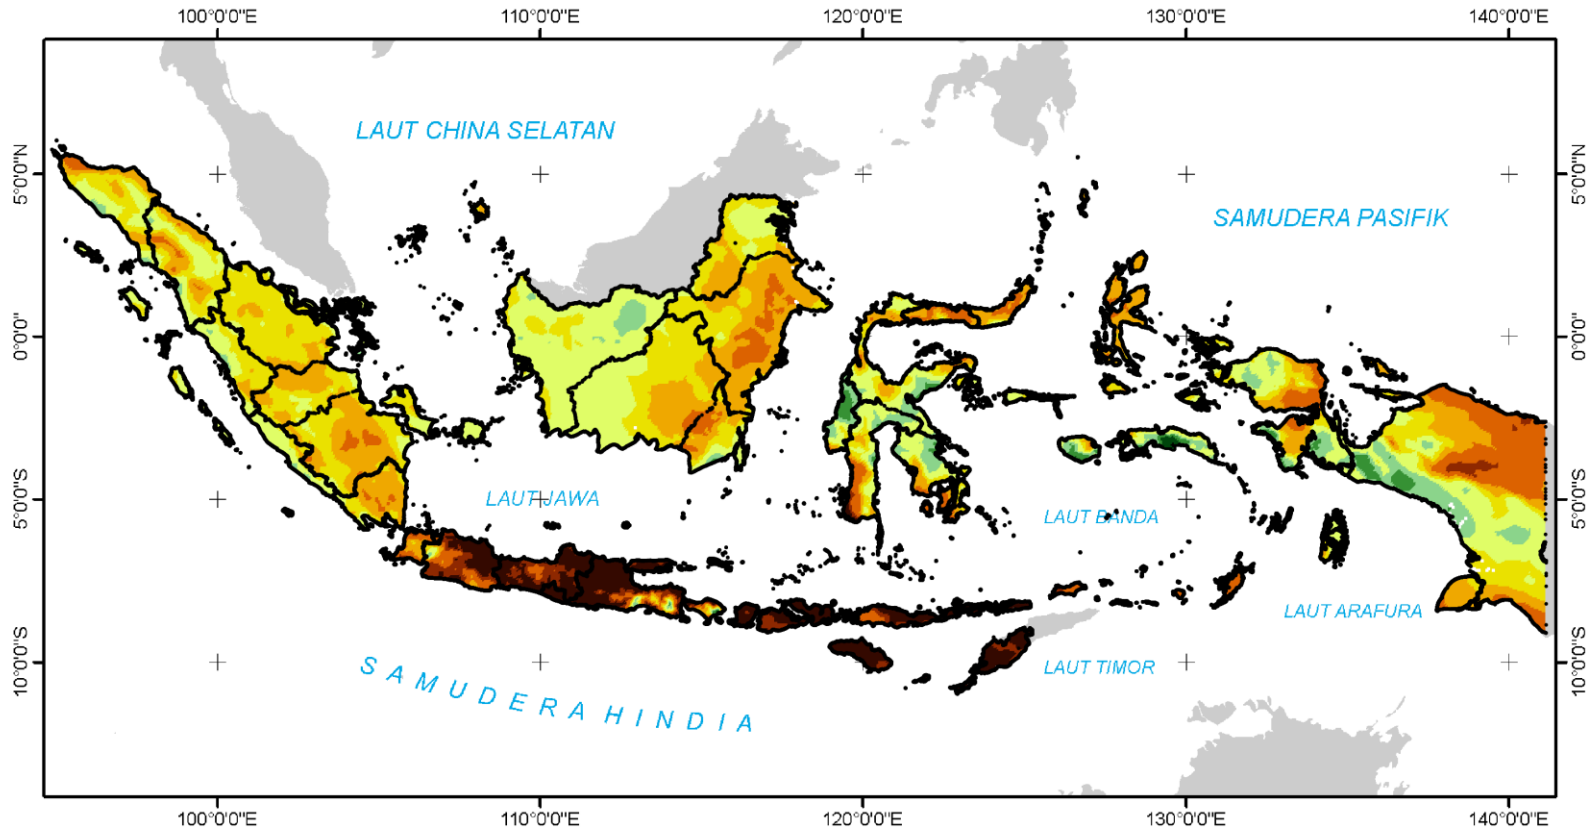 100°0'0"E 110°0'0"E 120°0'0"E 130°0'0"E 140°0'0"E
LAUT CHINA SELATAN
5°0'0"N 5°0'0"N
SAMUDERA PASIFIK
0°0'0" 0°0'0"
LAUT JAWA
5°0'0"S 5°0'0"S
LAUT BANDA
LAUT ARAFURA
10°0'0"S 10°0'0"S
LAUT TIMOR
SAMUDERA HINDIA
100°0'0"E 110°0'0"E 120°0'0"E 130°0'0"E 140°0'0"E